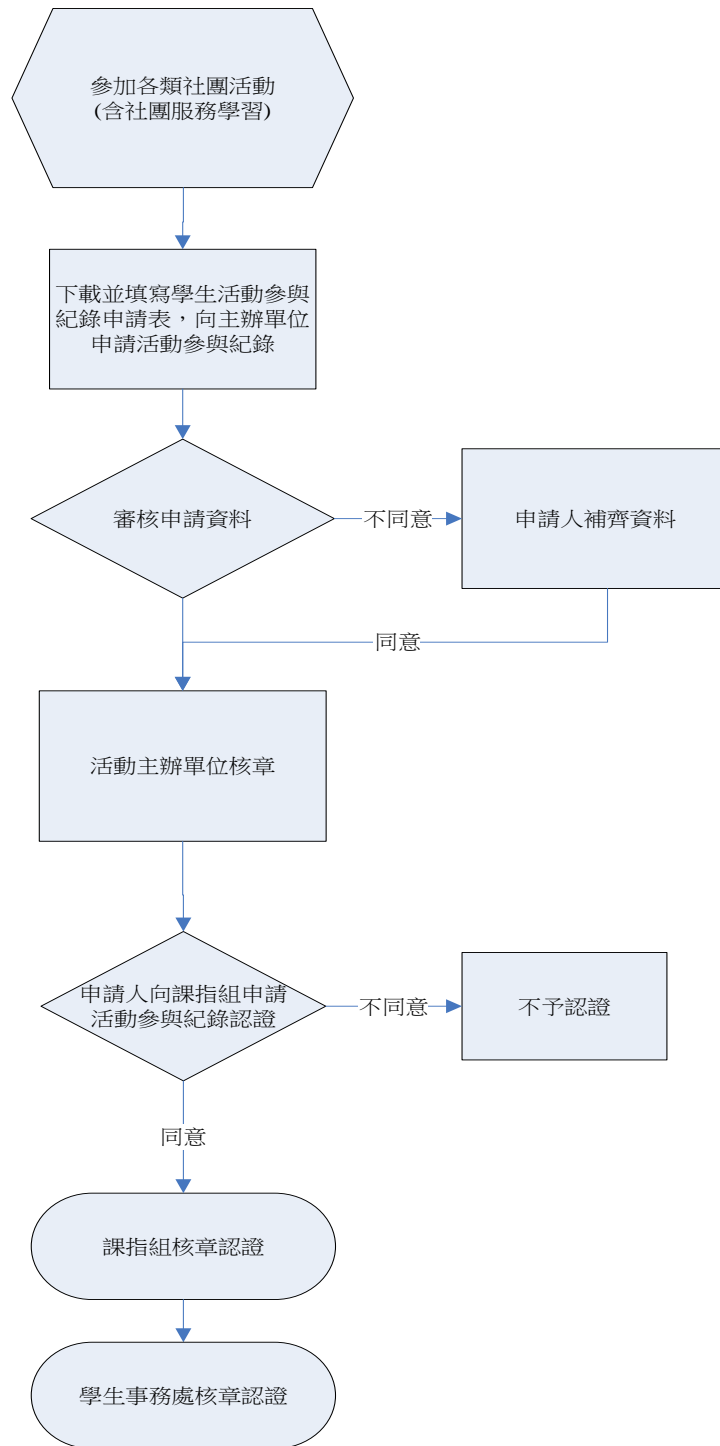 參加各類社團活動
(含社團服務學習)
下載並填寫學生活動參與
紀錄申請表，向主辦單位
申請活動參與紀錄
審核申請資料
不同意
申請人補齊資料
同意
活動主辦單位核章
申請人向課指組申請
活動參與紀錄認證
不同意
不予認證
同意
課指組核章認證
學生事務處核章認證